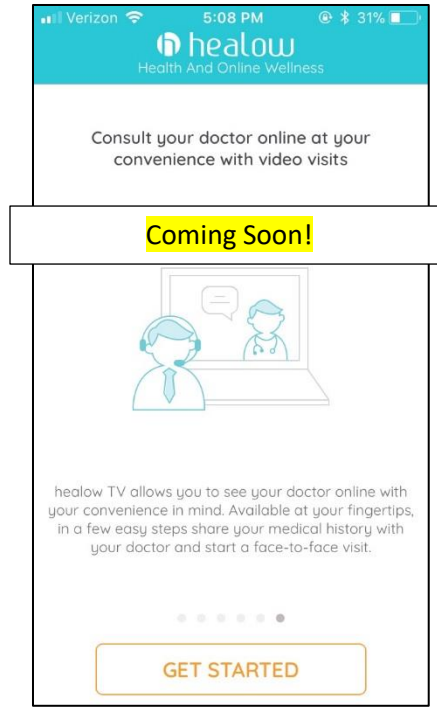 Verizon 5:08 PM 31%
healow
Health And Online Wellness
Consult your doctor online at your
convenience with video visits
Coming Soon!
healow TV allows you to see your doctor online with
your convenience in mind. Available at your fingertips,
in a few easy steps share your medical history with
your doctor and start a face-to-face visit.
GET STARTED